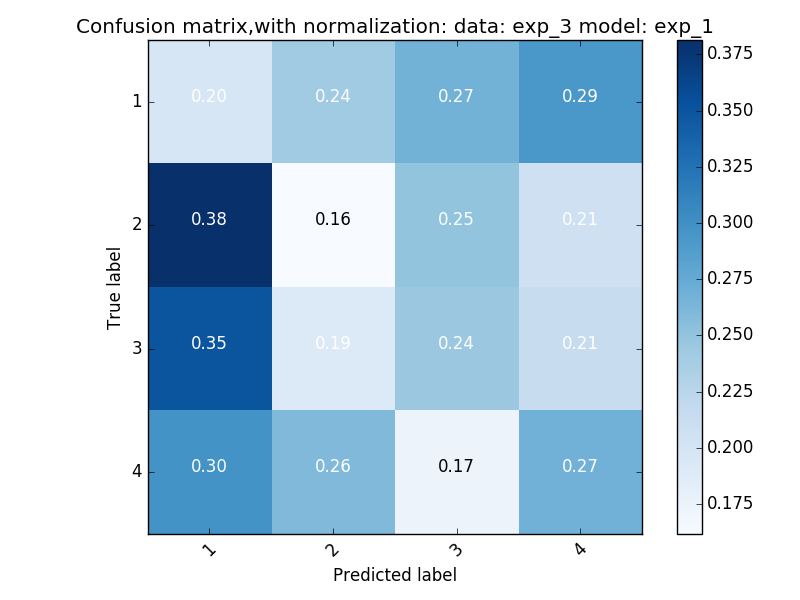 Confusion matrix,with normalization: data: exp_3 model: exp_1
1 0.20 0.24 0.27 0.29
2 0.38 0.16 0.25 0.21
3 0.35 0.19 0.24 0.21
4 0.30 0.26 0.17 0.27
1 2 3 4
True label
Predicted label
0.375
0.350
0.325
0.300
0.275
0.250
0.225
0.200
0.175